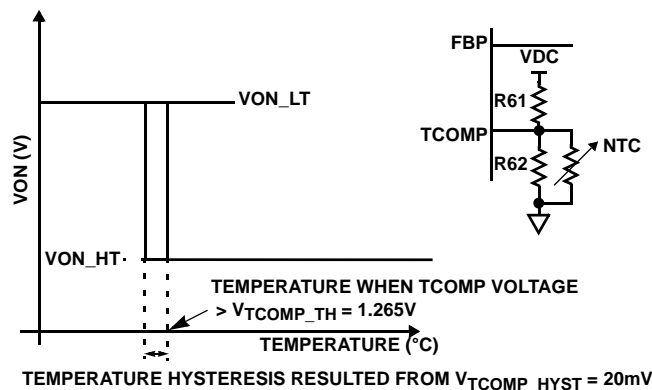 FBP
VDC
R61
VON_LT
TCOMP
NTC
R62
VON (V)
VON_HT
TEMPERATURE WHEN TCOMP VOLTAGE
> VTCOMP_TH = 1.265V
TEMPERATURE (°C)
TEMPERATURE HYSTERESIS RESULTED FROM VTCOMP_HYST = 20mV